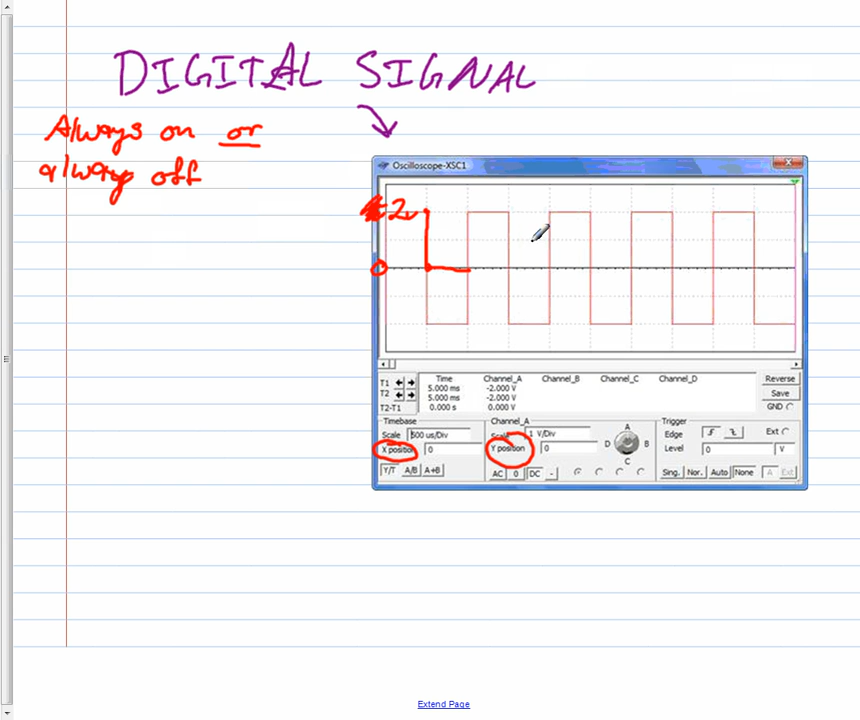 DIGITAL SIGNAL
Always on or
always off
Oscilloscope-XSC1
2v
0
Time Channel_A Channel_B Channel_C Channel_D
T1 5.000 ms -2.000 V
T2 5.000 ms -2.000 V
T2-T1 0.000 s 0.000 V
Reverse
Save
GND
Timebase
Scale 500 us/Div
X position 0
Y/T A/B A+B
Channel_A
1 V/Div
Y position 0
AC 0 DC -
A
B
C
D
Trigger
Edge Ext
Level 0 V
Sing. Nor. Auto None A Ext
Extend Page